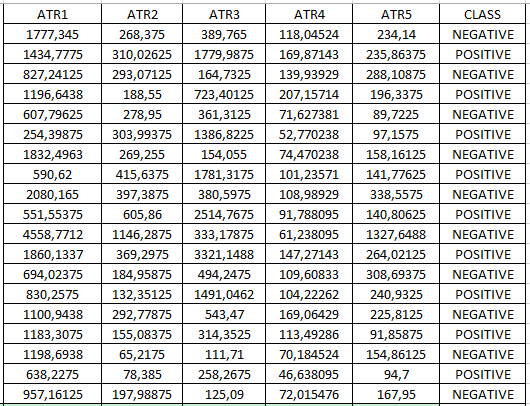 ATR1 ATR2 ATR3 ATR4 ATR5 CLASS
1777,345 268,375 389,765 118,04524 234,14 NEGATIVE
1434,7775 310,02625 1779,9875 169,87143 235,86375 POSITIVE
827,24125 293,07125 164,7325 139,93929 288,10875 NEGATIVE
1196,6438 188,55 723,40125 207,15714 196,3375 POSITIVE
607,79625 278,95 361,3125 71,627381 89,7225 NEGATIVE
254,39875 303,99375 1386,8225 52,770238 97,1575 POSITIVE
1832,4963 269,255 154,055 74,470238 158,16125 NEGATIVE
590,62 415,6375 1781,3175 101,23571 141,77625 POSITIVE
2080,165 397,3875 380,5975 108,98929 338,5575 NEGATIVE
551,55375 605,86 2514,7675 91,788095 140,80625 POSITIVE
4558,7712 1146,2875 333,17875 61,238095 1327,6488 NEGATIVE
1860,1337 369,2975 3321,1488 147,27143 264,02125 POSITIVE
694,02375 184,95875 494,2475 109,60833 308,69375 NEGATIVE
830,2575 132,35125 1491,0462 104,22262 240,9325 POSITIVE
1100,9438 292,77875 543,47 169,06429 225,8125 NEGATIVE
1183,3075 155,08375 314,3525 113,49286 91,85875 POSITIVE
1198,6938 65,2175 111,71 70,184524 154,86125 NEGATIVE
638,2275 78,385 258,2675 46,638095 94,7 POSITIVE
957,16125 197,98875 125,09 72,015476 167,95 NEGATIVE